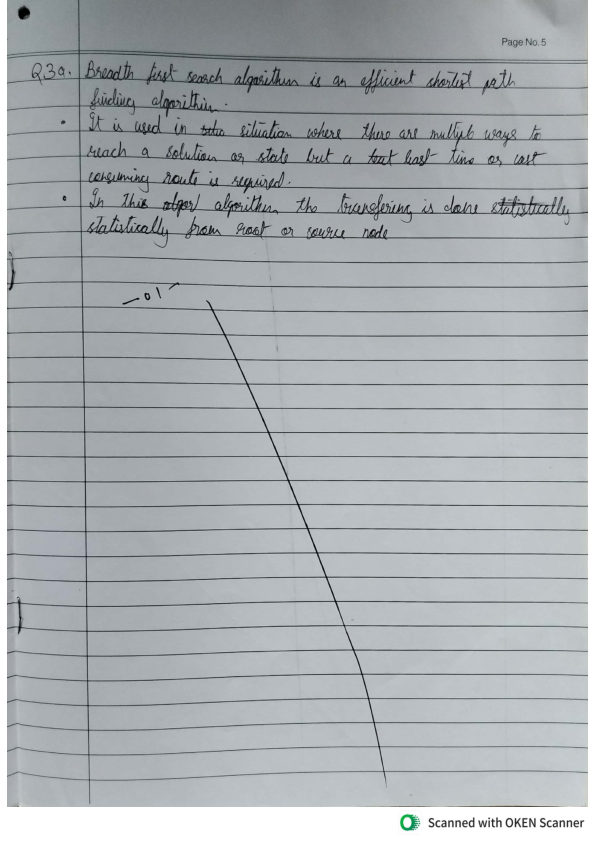 Page No. 5
Q3a. Breadth first search algorithm is an efficient shortest path
finding algorithm.
• It is used in situation where there are multiple ways to
reach a solution or state but a least time or cost
consuming route is required.
• In this algorithm the transfering is done statistically
statistically from root or source node
Scanned with OKEN Scanner